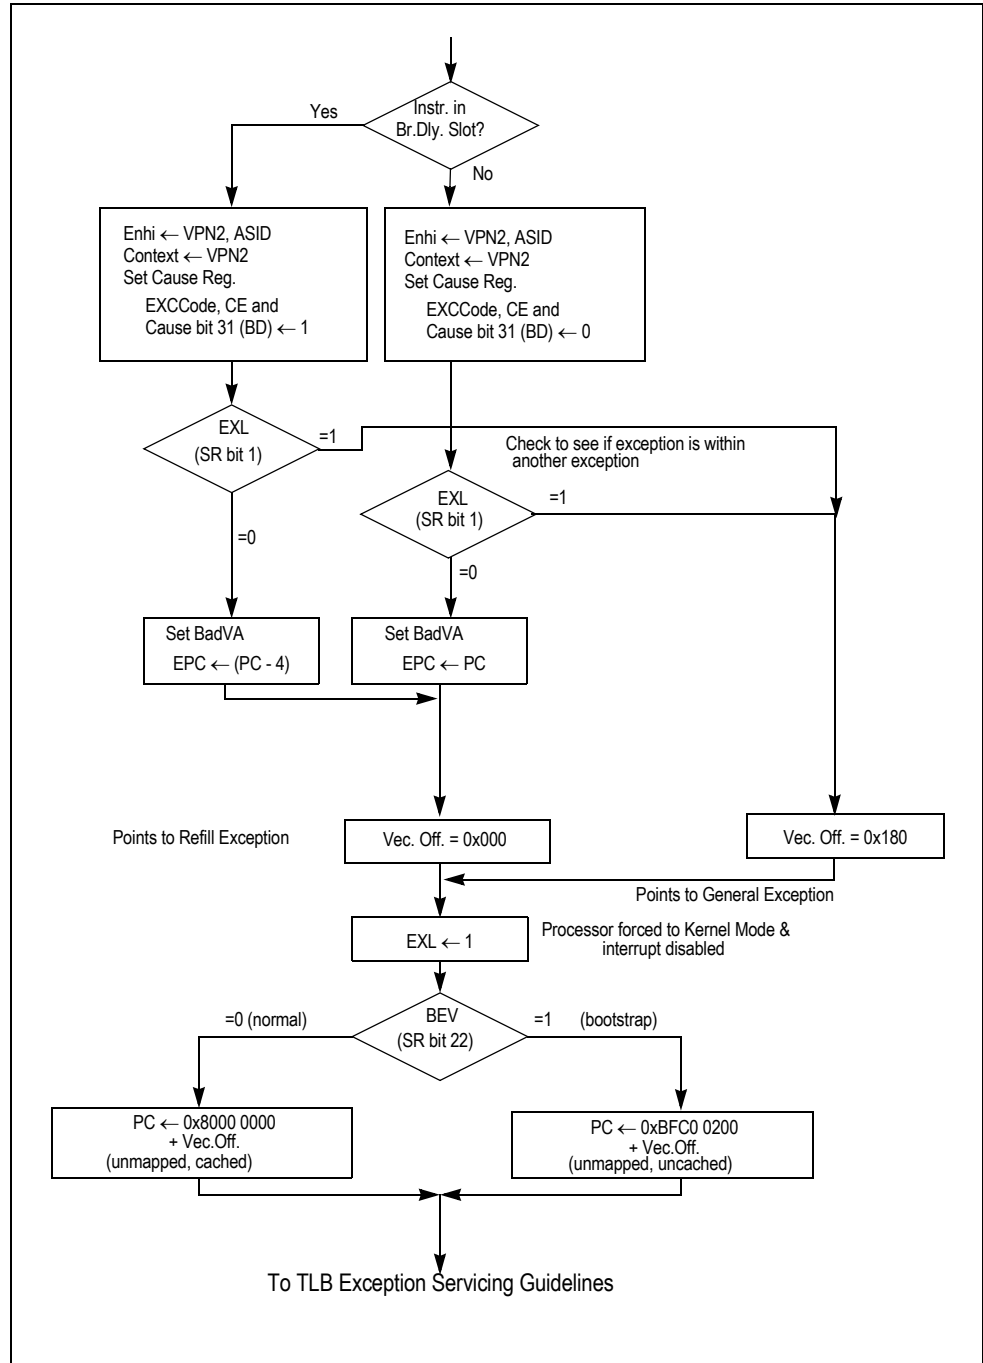 Instr. in
Br.Dly. Slot?
Yes
No
Enhi ← VPN2, ASID
Context ← VPN2
Set Cause Reg.
EXCCode, CE and
Cause bit 31 (BD) ← 1
Enhi ← VPN2, ASID
Context ← VPN2
Set Cause Reg.
EXCCode, CE and
Cause bit 31 (BD) ← 0
EXL
(SR bit 1)
=1
=0
Check to see if exception is within
another exception
EXL
(SR bit 1)
=1
=0
Set BadVA
EPC ← (PC - 4)
Set BadVA
EPC ← PC
Points to Refill Exception
Vec. Off. = 0x000
Vec. Off. = 0x180
Points to General Exception
EXL ← 1
Processor forced to Kernel Mode &
interrupt disabled
BEV
(SR bit 22)
=0 (normal)
=1 (bootstrap)
PC ← 0x8000 0000
+ Vec.Off.
(unmapped, cached)
PC ← 0xBFC0 0200
+ Vec.Off.
(unmapped, uncached)
To TLB Exception Servicing Guidelines